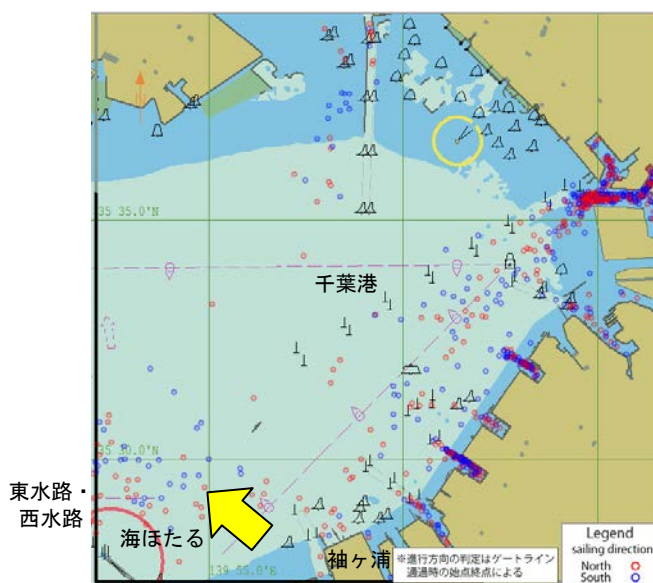 35 35.0'N
千葉港
35 30.0'N
東水路・
西水路
海ほたる
139 55.0'E
袖ヶ浦
※進行方向の判定はゲートライン
通過時の始点終点による
Legend
sailing direction
North
South